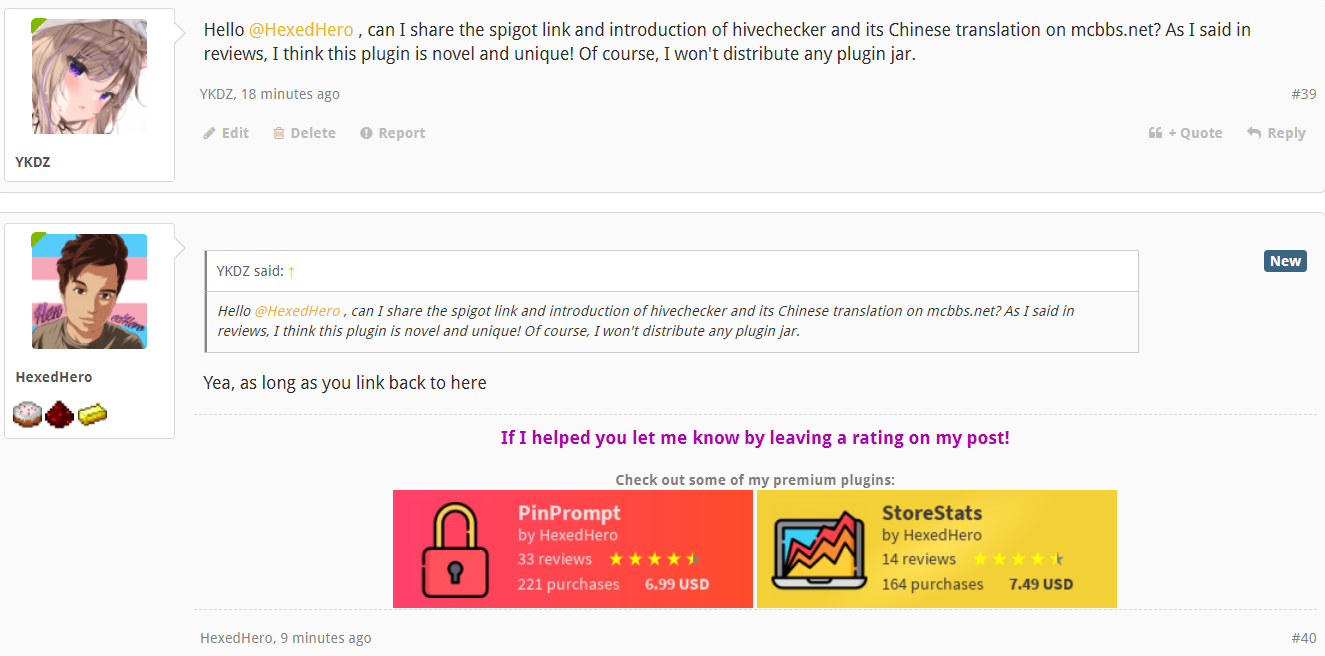 Hello @HexedHero , can I share the spigot link and introduction of hivechecker and its Chinese translation on mcbbs.net? As I said in
reviews, I think this plugin is novel and unique! Of course, I won't distribute any plugin jar.
YKDZ, 18 minutes ago
#39
Edit
Delete
Report
+ Quote
Reply
YKDZ
New
YKDZ said: ↑
Hello @HexedHero , can I share the spigot link and introduction of hivechecker and its Chinese translation on mcbbs.net? As I said in
reviews, I think this plugin is novel and unique! Of course, I won't distribute any plugin jar.
Yea, as long as you link back to here
HexedHero
If I helped you let me know by leaving a rating on my post!
Check out some of my premium plugins:
PinPrompt
by HexedHero
33 reviews
221 purchases 6.99 USD
StoreStats
by HexedHero
14 reviews
164 purchases 7.49 USD
HexedHero, 9 minutes ago
#40